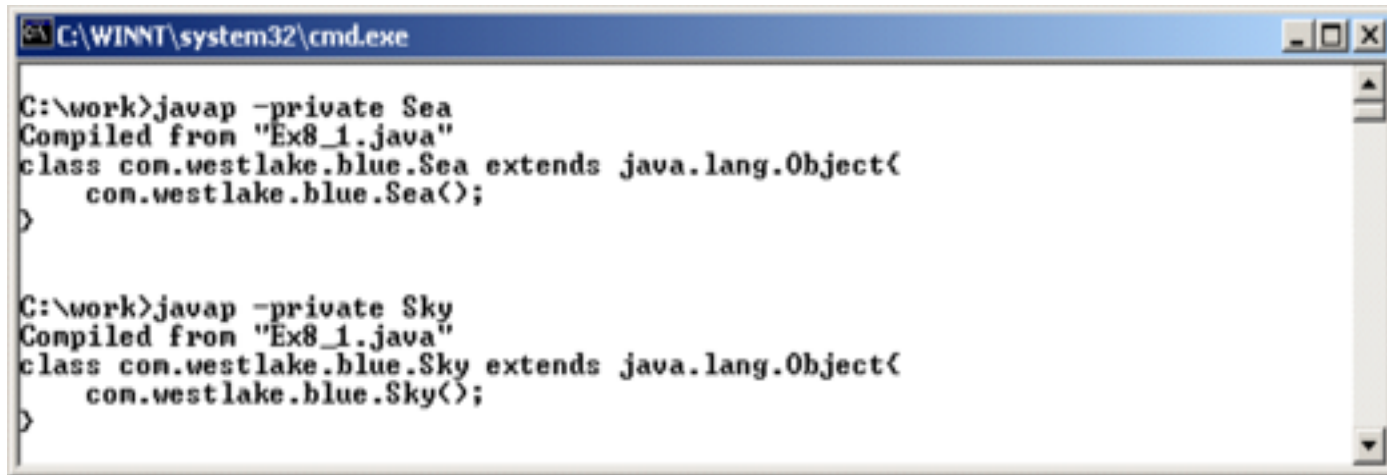 C:\WINNT\system32\cmd.exe
C:\work>javap -private Sea
Compiled from "Ex8_1.java"
class com.westlake.blue.Sea extends java.lang.Object{
    com.westlake.blue.Sea();
}
C:\work>javap -private Sky
Compiled from "Ex8_1.java"
class com.westlake.blue.Sky extends java.lang.Object{
    com.westlake.blue.Sky();
}